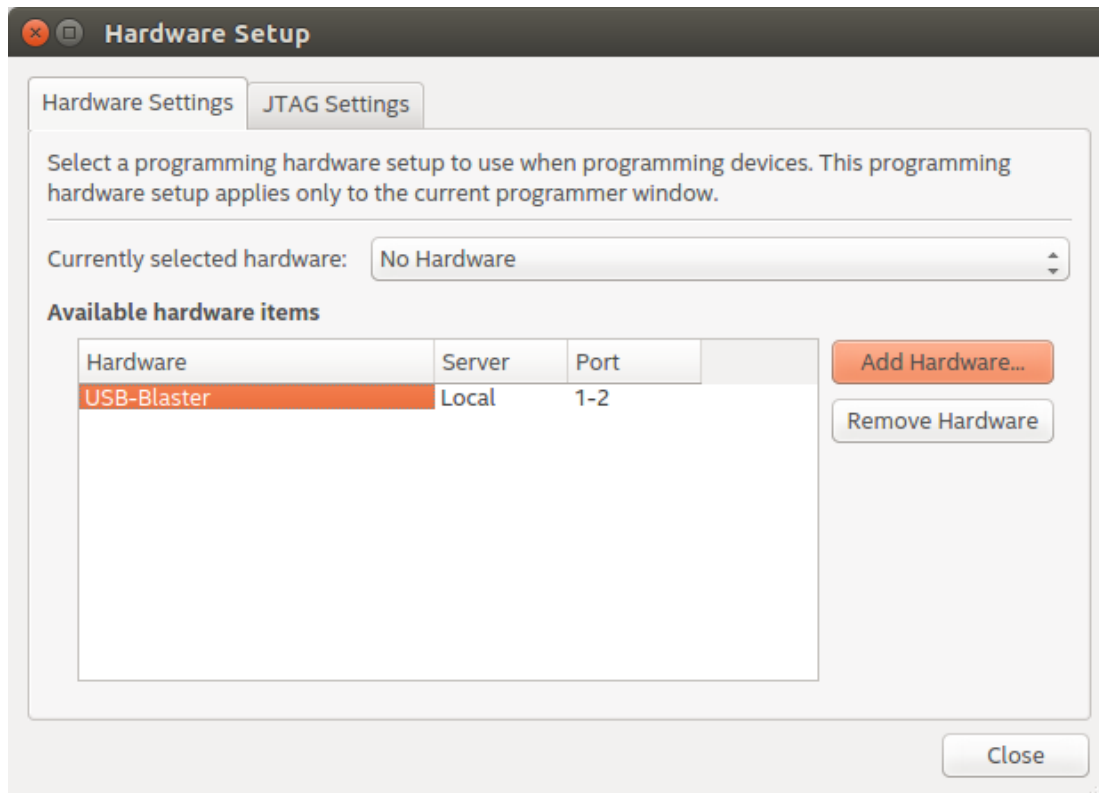 Hardware Setup
Hardware Settings
JTAG Settings
Select a programming hardware setup to use when programming devices. This programming
hardware setup applies only to the current programmer window.
Currently selected hardware: No Hardware
Available hardware items
Hardware Server Port
USB-Blaster Local 1-2
Add Hardware...
Remove Hardware
Close